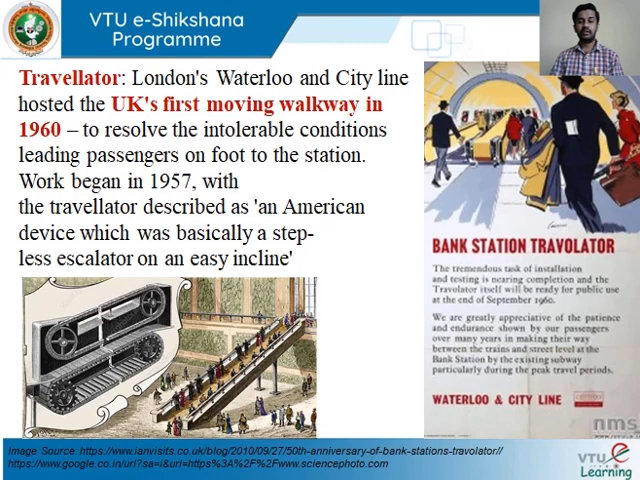 VTU e-Shikshana
Programme
Travellator: London's Waterloo and City line
hosted the UK's first moving walkway in
1960 – to resolve the intolerable conditions
leading passengers on foot to the station.
Work began in 1957, with
the travellator described as 'an American
device which was basically a step-
less escalator on an easy incline'
BANK STATION TRAVOLATOR
The tremendous task of installation
and testing is nearing completion and the
Travolator itself will be ready for public use
at the end of September 1960.
We are greatly appreciative of the patience
and endurance shown by our passengers
over many years in making their way
between the trains and street level at the
Bank Station by the existing subway
particularly during the peak travel periods.
WATERLOO & CITY LINE
nms
Image Source: https://www.ianvisits.co.uk/blog/2010/09/27/50th-anniversary-of-bank-stations-travolator//
https://www.google.co.in/url?sa=i&url=https%3A%2F%2Fwww.sciencephoto.com
VTU e
Learning